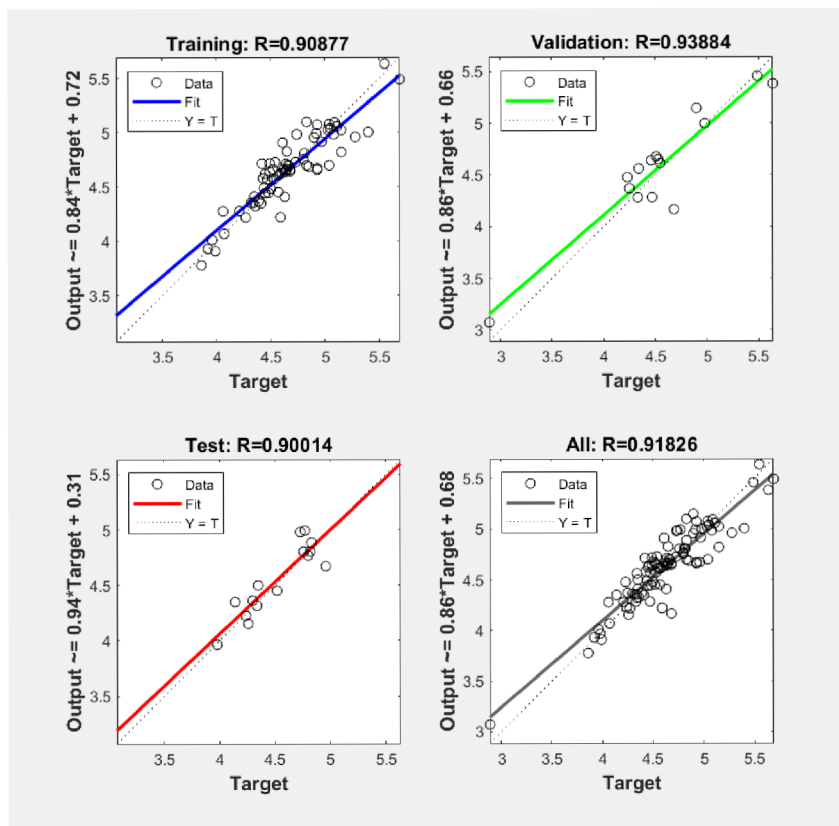 Training: R=0.90877
Output ~= 0.84*Target + 0.72
5.5
5
4.5
4
3.5
Data
Fit
Y = T
3.5
4
4.5
5
5.5
Target
Validation: R=0.93884
Output ~= 0.86*Target + 0.66
5.5
5
4.5
4
3.5
3
Data
Fit
Y = T
3
3.5
4
4.5
5
5.5
Target
Test: R=0.90014
Output ~= 0.94*Target + 0.31
5.5
5
4.5
4
3.5
Data
Fit
Y = T
3.5
4
4.5
5
5.5
Target
All: R=0.91826
Output ~= 0.86*Target + 0.68
5.5
5
4.5
4
3.5
3
Data
Fit
Y = T
3
3.5
4
4.5
5
5.5
Target